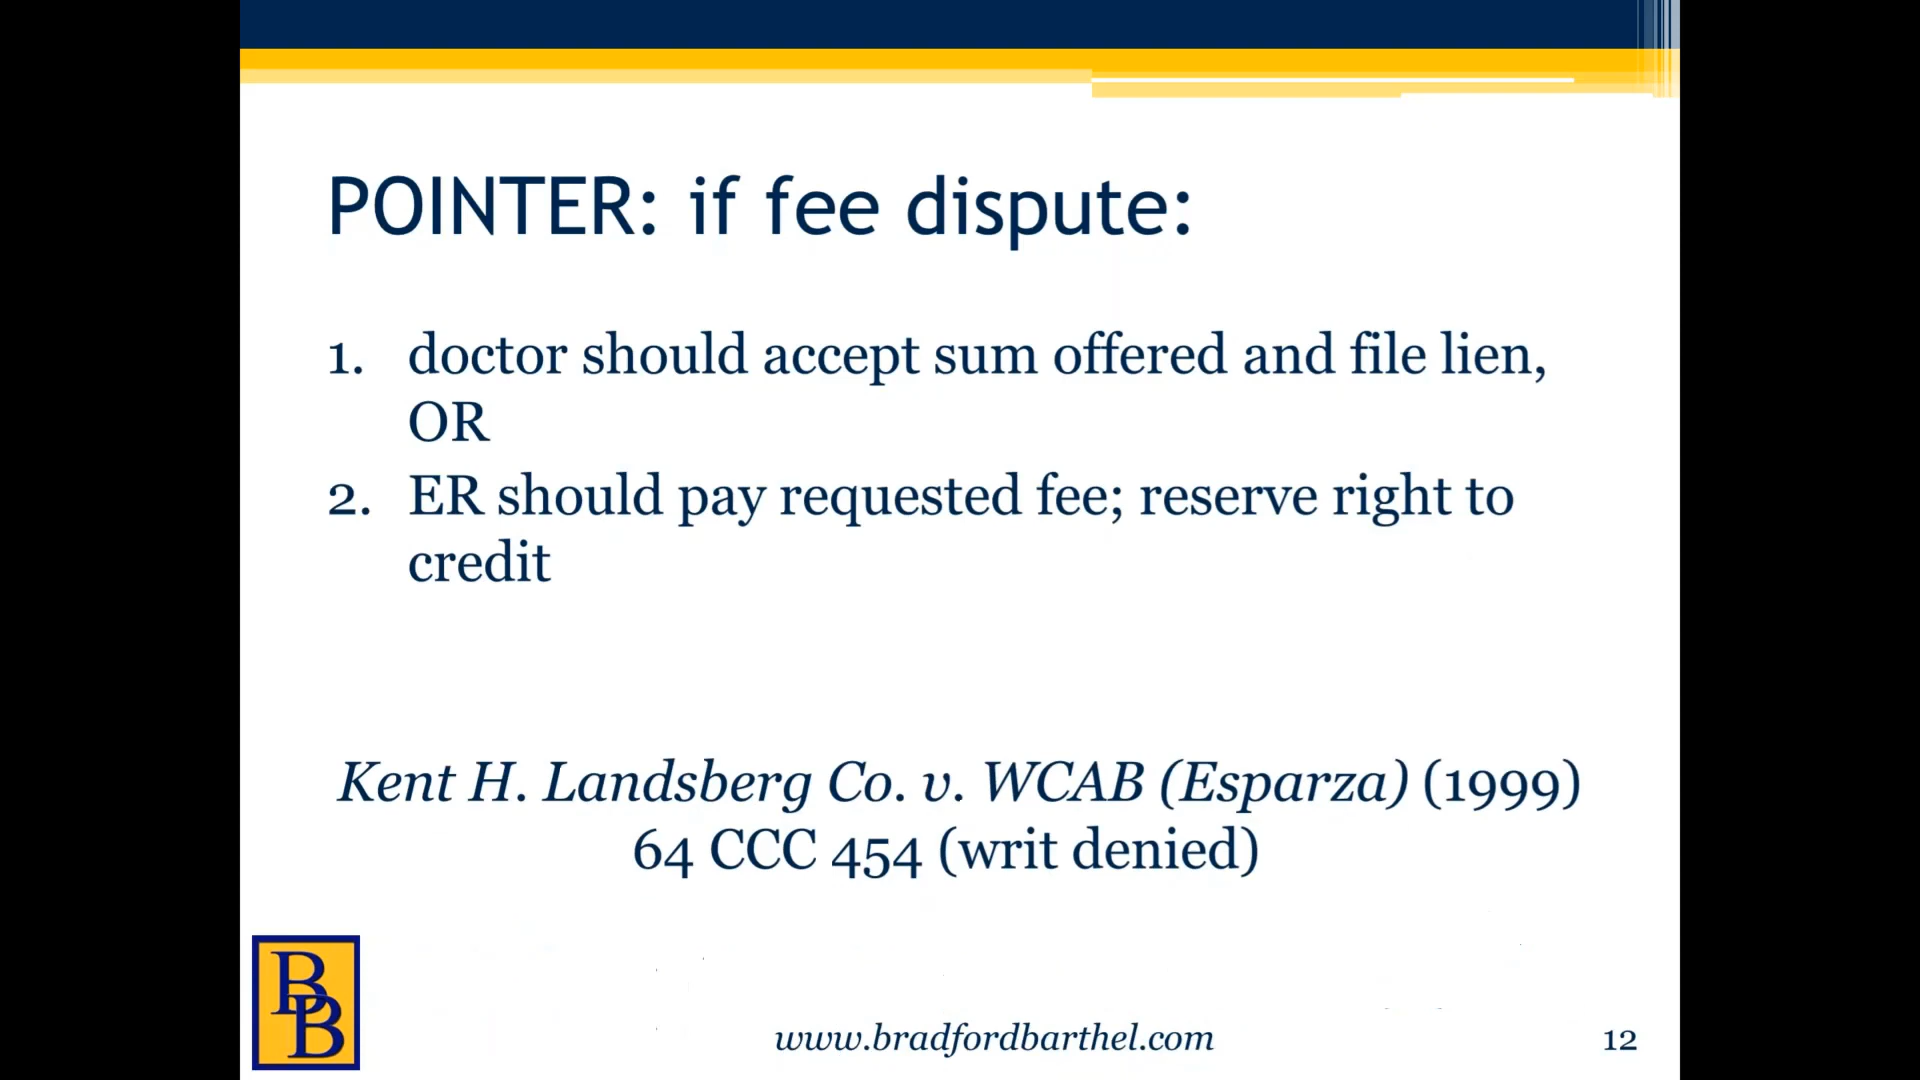 POINTER: if fee dispute:
1. doctor should accept sum offered and file lien,
OR
2. ER should pay requested fee; reserve right to
credit
Kent H. Landsberg Co. v. WCAB (Esparza) (1999)
64 CCC 454 (writ denied)
BB
www.bradfordbarthel.com
12